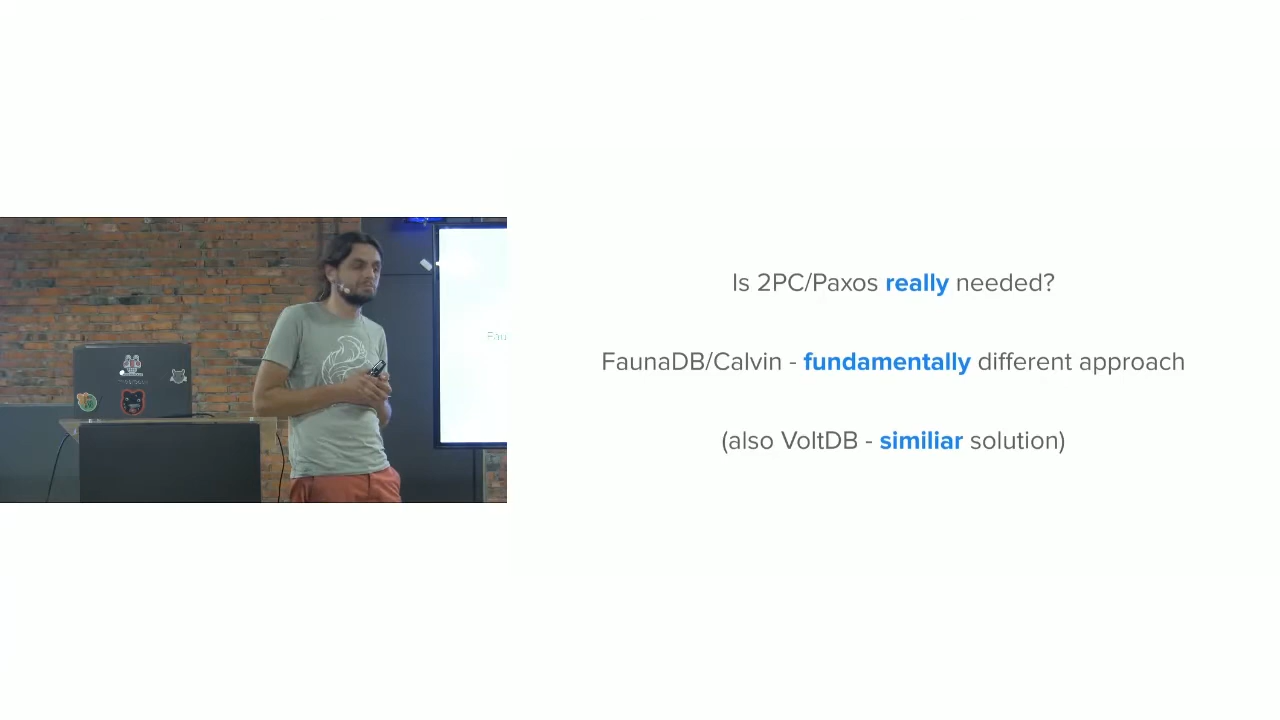 Is 2PC/Paxos really needed?
FaunaDB/Calvin - fundamentally different approach
(also VoltDB - similiar solution)